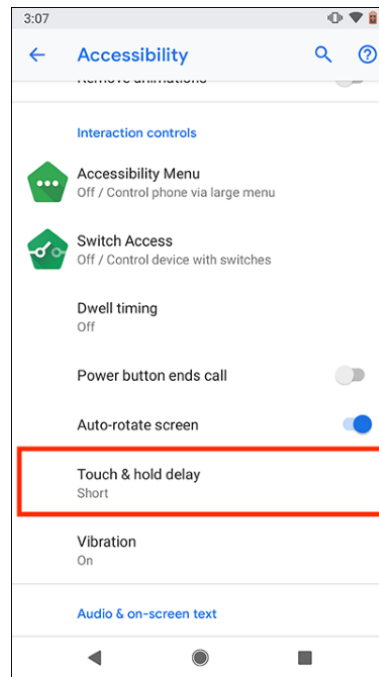 3:07
Accessibility
Remove animations
Interaction controls
Accessibility Menu
Off / Control phone via large menu
Switch Access
Off / Control device with switches
Dwell timing
Off
Power button ends call
Auto-rotate screen
Touch & hold delay
Short
Vibration
On
Audio & on-screen text